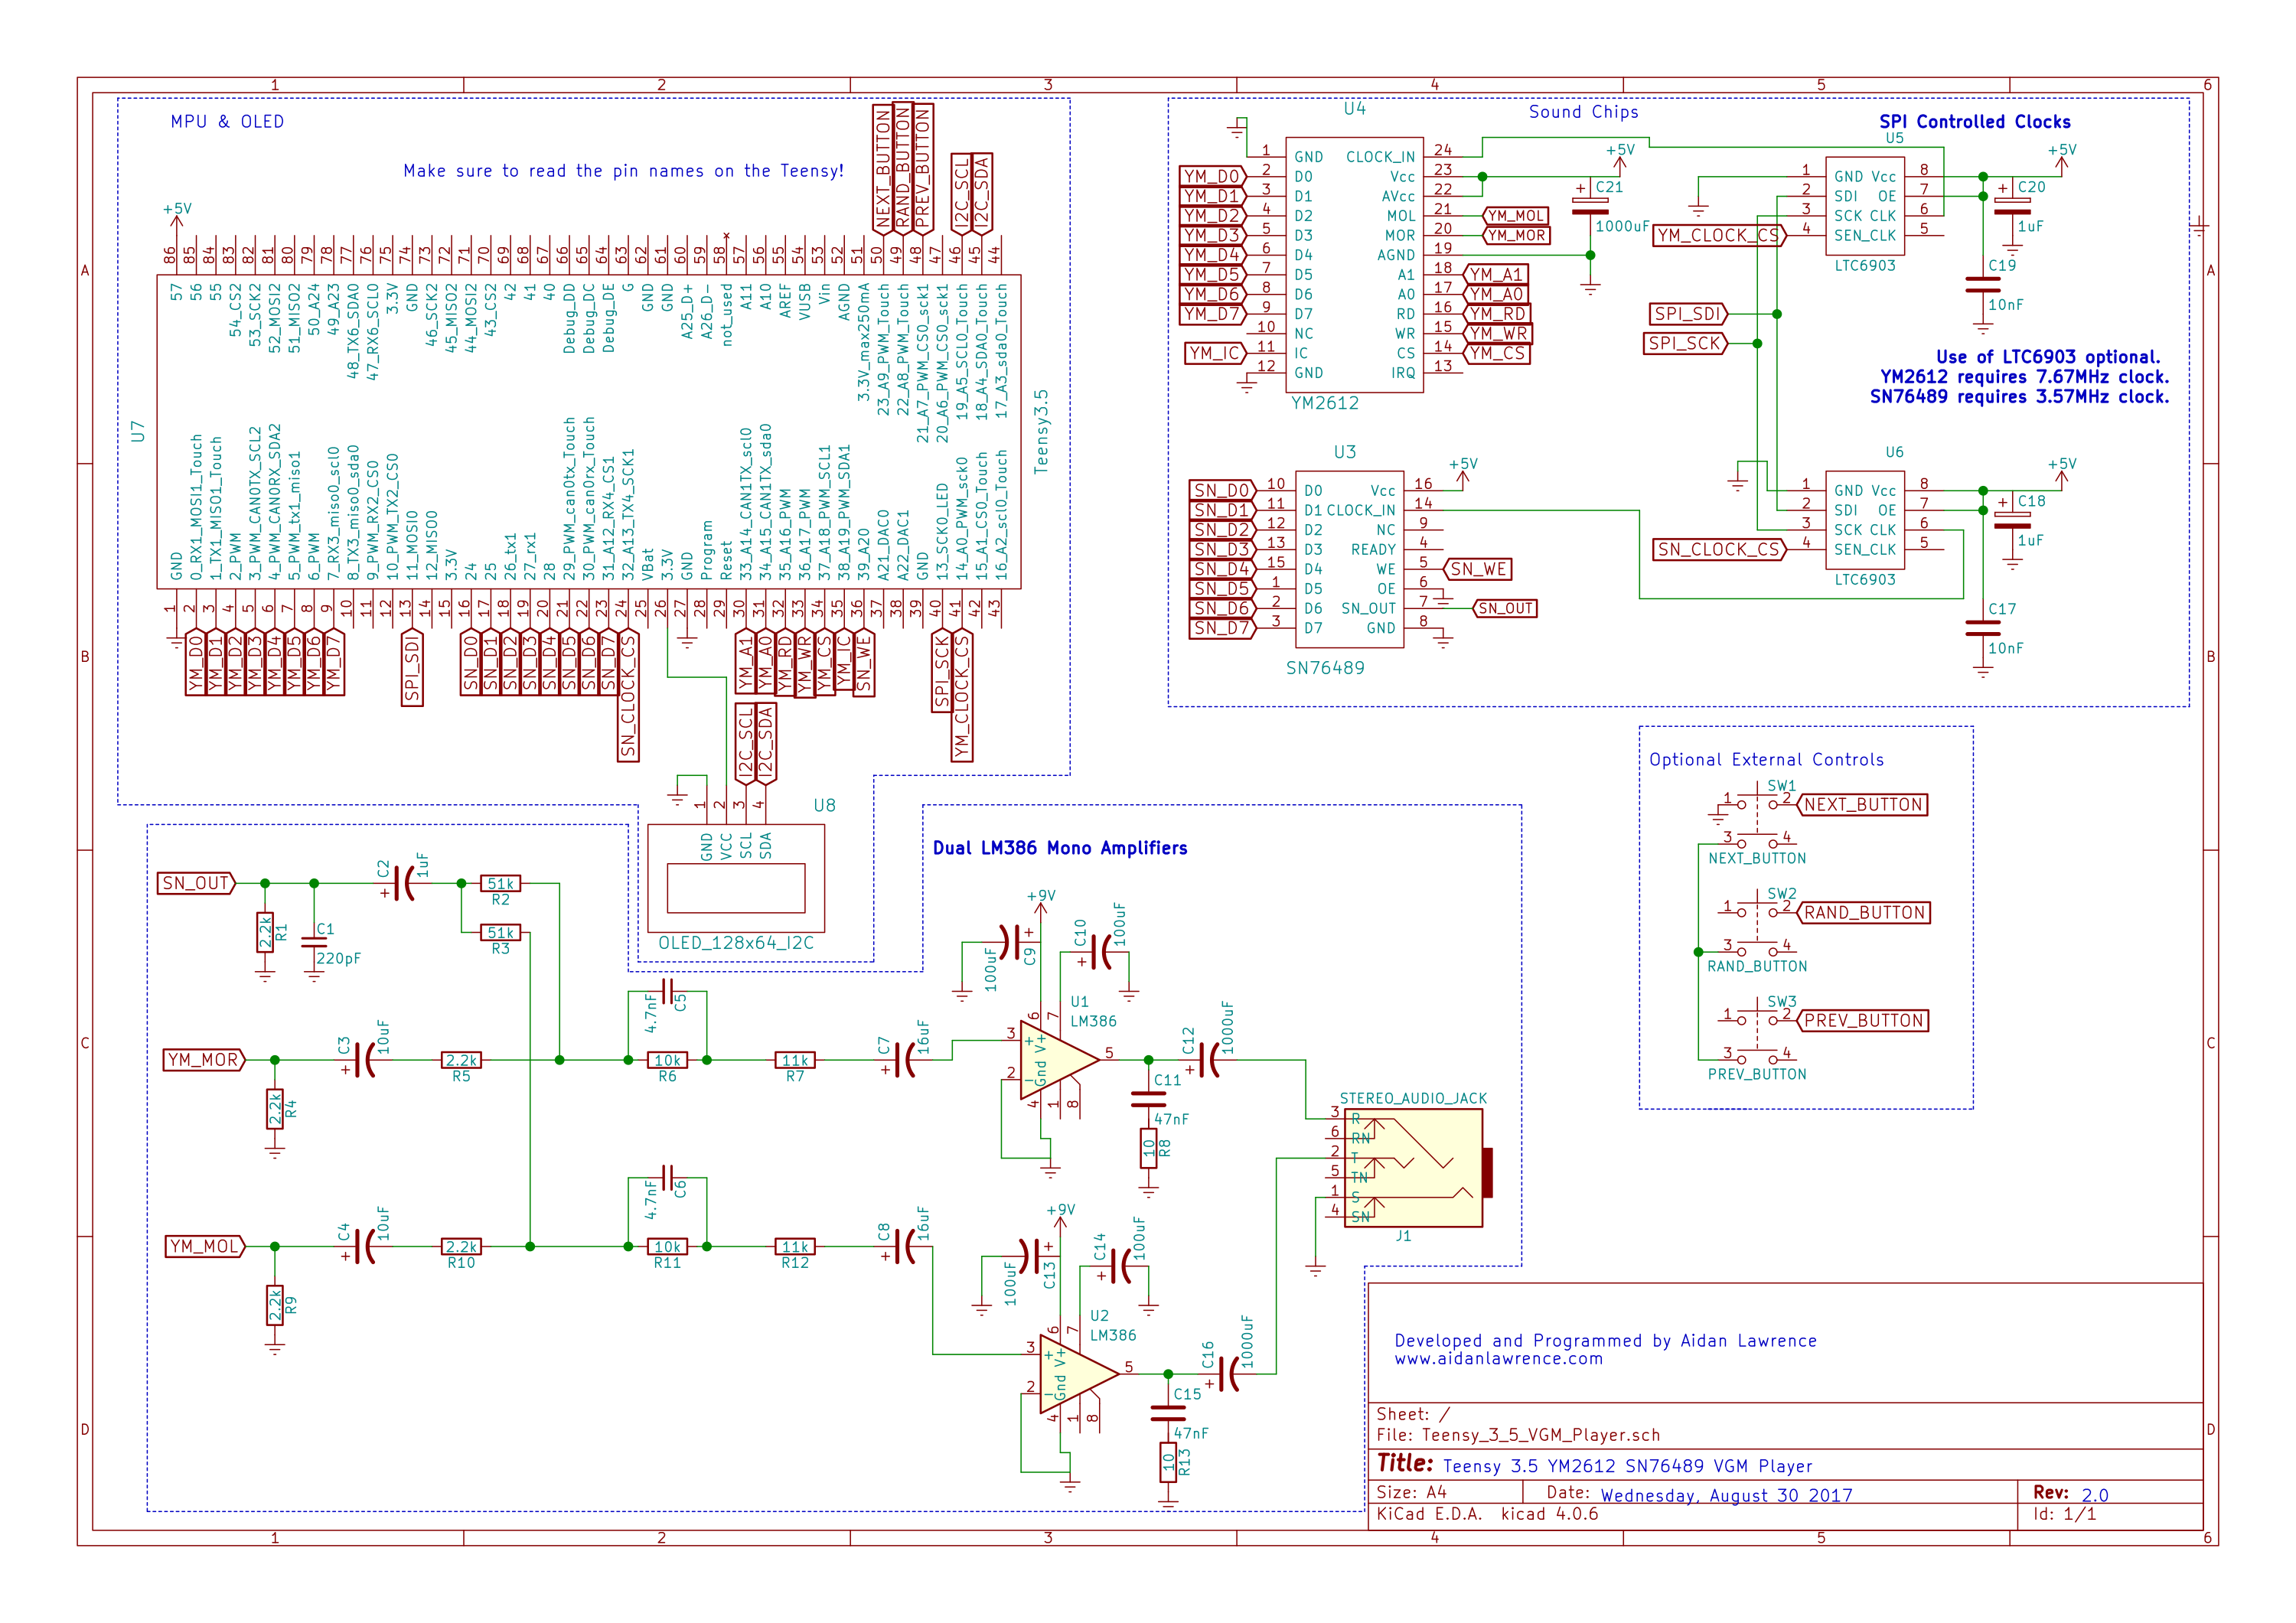 1 2 3 4 5 6
A
B
C
D
MPU & OLED
Make sure to read the pin names on the Teensy!
NEXT_BUTTON
RAND_BUTTON
PREV_BUTTON
I2C_SCL
I2C_SDA
+5V
86 85 84 83 82 81 80 79 78 77 76 75 74 73 72 71 70 69 68 67 66 65 64 63 62 61 60 59 58 57 56 55 54 53 52 51 50 49 48 47 46 45 44
57
56
55
54_CS2
53_SCK2
52_MOSI2
51_MISO2
50_A24
49_A23
48_TX6_SDA0
47_RX6_SCL0
3.3V
GND
46_SCK2
45_MISO2
44_MOSI2
43_CS2
42
41
40
Debug_DD
Debug_DC
Debug_DE
G
GND
GND
A25_D+
A26_D-
not_used
A11
A10
AREF
VUSB
Vin
AGND
3.3V_max250mA
23_A9_PWM_Touch
22_A8_PWM_Touch
21_A7_PWM_CS0_sck1
20_A6_PWM_CS0_sck1
19_A5_SCL0_Touch
18_A4_SDA0_Touch
17_A3_sda0_Touch
U7
Teensy3.5
GND
0_RX1_MOSI1_Touch
1_TX1_MISO1_Touch
2_PWM
3_PWM_CAN0TX_SCL2
4_PWM_CAN0RX_SDA2
5_PWM_tx1_miso1
6_PWM
7_RX3_miso0_scl0
8_TX3_miso0_sda0
9_PWM_RX2_CS0
10_PWM_TX2_CS0
11_MOSI0
12_MISO0
3.3V
24
25
26_tx1
27_rx1
28
29_PWM_can0tx_Touch
30_PWM_can0rx_Touch
31_A12_RX4_CS1
32_A13_TX4_SCK1
VBat
3.3V
GND
Program
Reset
33_A14_CAN1TX_scl0
34_A15_CAN1TX_sda0
35_A16_PWM
36_A17_PWM
37_A18_PWM_SCL1
38_A19_PWM_SDA1
39_A20
A21_DAC0
A22_DAC1
GND
13_SCK0_LED
14_A0_PWM_sck0
15_A1_CS0_Touch
16_A2_scl0_Touch
1 2 3 4 5 6 7 8 9 10 11 12 13 14 15 16 17 18 19 20 21 22 23 24 25 26 27 28 29 30 31 32 33 34 35 36 37 38 39 40 41 42 43
YM_D0
YM_D1
YM_D2
YM_D3
YM_D4
YM_D5
YM_D6
YM_D7
SPI_SDI
SN_D0
SN_D1
SN_D2
SN_D3
SN_D4
SN_D5
SN_D6
SN_D7
SN_CLOCK_CS
YM_A1
YM_A0
YM_RD
YM_WR
YM_CS
YM_IC
SN_WE
SPI_SCK
YM_CLOCK_CS
I2C_SCL
I2C_SDA
1 2 3 4
U8
GND
VCC
SCL
SDA
OLED_128x64_I2C
Sound Chips
U4
YM_D0 2 D0
YM_D1 3 D1
YM_D2 4 D2
YM_D3 5 D3
YM_D4 6 D4
YM_D5 7 D5
YM_D6 8 D6
YM_D7 9 D7
1 GND
10 NC
YM_IC 11 IC
12 GND
CLOCK_IN 24
Vcc 23
AVcc 22
MOL 21 YM_MOL
MOR 20 YM_MOR
AGND 19
A1 18 YM_A1
A0 17 YM_A0
RD 16 YM_RD
WR 15 YM_WR
CS 14 YM_CS
IRQ 13
YM2612
+5V
C21
1000uF
SPI Controlled Clocks
U5
1 GND Vcc 8
2 SDI OE 7
3 SCK CLK 6
YM_CLOCK_CS 4 SEN_CLK 5
LTC6903
+5V
C20
1uF
C19
10nF
SPI_SDI
SPI_SCK
Use of LTC6903 optional.
YM2612 requires 7.67MHz clock.
SN76489 requires 3.57MHz clock.
U3
SN_D0 10 D0 Vcc 16
SN_D1 11 D1 CLOCK_IN 14
SN_D2 12 D2 NC 9
SN_D3 13 D3 READY 4
SN_D4 15 D4 WE 5 SN_WE
SN_D5 1 D5 OE 6
SN_D6 2 D6 SN_OUT 7 SN_OUT
SN_D7 3 D7 GND 8
SN76489
+5V
U6
1 GND Vcc 8
2 SDI OE 7
3 SCK CLK 6
SN_CLOCK_CS 4 SEN_CLK 5
LTC6903
+5V
C18
1uF
C17
10nF
Optional External Controls
SW1
1 2 NEXT_BUTTON
3 4
NEXT_BUTTON
SW2
1 2 RAND_BUTTON
3 4
RAND_BUTTON
SW3
1 2 PREV_BUTTON
3 4
PREV_BUTTON
Dual LM386 Mono Amplifiers
SN_OUT
2.2k R1
C1
220pF
C2 1uF
51k
R2
51k
R3
YM_MOR
2.2k R4
C3 10uF
2.2k
R5
4.7nF C5
10k
R6
11k
R7
C7 16uF
+9V
100uF C9
C10 100uF
U1
LM386
3 + 2 - 6 V+ 7 5 4 Gnd 1 8
C11
47nF
10 R8
C12 1000uF
YM_MOL
2.2k R9
C4 10uF
2.2k
R10
4.7nF C6
10k
R11
11k
R12
C8 16uF
+9V
100uF C13
C14 100uF
U2
LM386
3 + 2 - 6 V+ 7 5 4 Gnd 1 8
C15
47nF
10 R13
C16 1000uF
STEREO_AUDIO_JACK
3 R
6 RN
2 T
5 TN
1 S
4 SN
J1
Developed and Programmed by Aidan Lawrence
www.aidanlawrence.com
Sheet: /
File: Teensy_3_5_VGM_Player.sch
Title: Teensy 3.5 YM2612 SN76489 VGM Player
Size: A4 Date: Wednesday, August 30 2017 Rev: 2.0
KiCad E.D.A. kicad 4.0.6 Id: 1/1
A
B
C
D
1 2 3 4 5 6